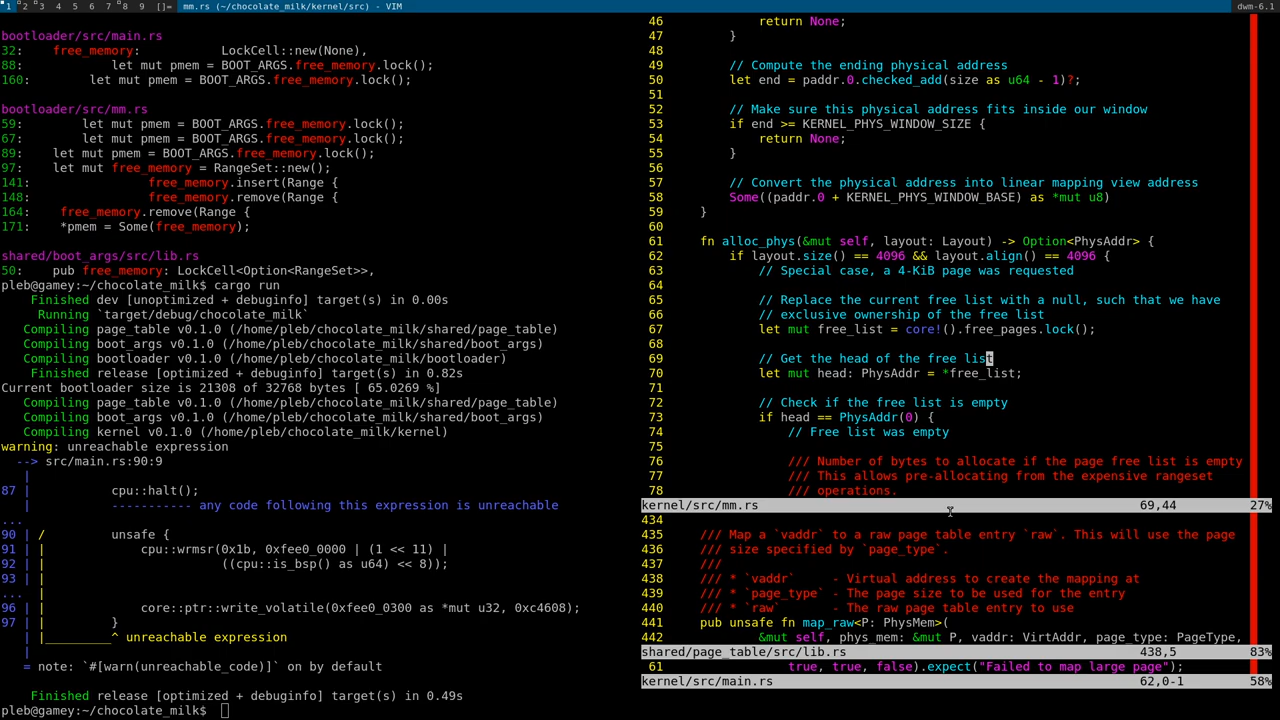 1 2 3 4 5 6 7 8 9 []= mm.rs (~/chocolate_milk/kernel/src) - VIM dwm-6.1
bootloader/src/main.rs
32:    free_memory:           LockCell::new(None),
88:            let mut pmem = BOOT_ARGS.free_memory.lock();
160:         let mut pmem = BOOT_ARGS.free_memory.lock();
bootloader/src/mm.rs
59:        let mut pmem = BOOT_ARGS.free_memory.lock();
67:        let mut pmem = BOOT_ARGS.free_memory.lock();
89:    let mut pmem = BOOT_ARGS.free_memory.lock();
97:    let mut free_memory = RangeSet::new();
141:                free_memory.insert(Range {
148:                free_memory.remove(Range {
164:    free_memory.remove(Range {
171:    *pmem = Some(free_memory);
shared/boot_args/src/lib.rs
50:    pub free_memory: LockCell<Option<RangeSet>>,
pleb@gamey:~/chocolate_milk$ cargo run
    Finished dev [unoptimized + debuginfo] target(s) in 0.00s
     Running `target/debug/chocolate_milk`
   Compiling page_table v0.1.0 (/home/pleb/chocolate_milk/shared/page_table)
   Compiling boot_args v0.1.0 (/home/pleb/chocolate_milk/shared/boot_args)
   Compiling bootloader v0.1.0 (/home/pleb/chocolate_milk/bootloader)
    Finished release [optimized + debuginfo] target(s) in 0.82s
Current bootloader size is 21308 of 32768 bytes [ 65.0269 %]
   Compiling page_table v0.1.0 (/home/pleb/chocolate_milk/shared/page_table)
   Compiling boot_args v0.1.0 (/home/pleb/chocolate_milk/shared/boot_args)
   Compiling kernel v0.1.0 (/home/pleb/chocolate_milk/kernel)
warning: unreachable expression
  --> src/main.rs:90:9
   |
87 |           cpu::halt();
   |           ----------- any code following this expression is unreachable
...
90 | /         unsafe {
91 | |             cpu::wrmsr(0x1b, 0xfee0_0000 | (1 << 11) |
92 | |                        ((cpu::is_bsp() as u64) << 8));
93 | |
... |
96 | |             core::ptr::write_volatile(0xfee0_0300 as *mut u32, 0xc4608);
97 | |         }
   | |_________^ unreachable expression
   |
   = note: `#[warn(unreachable_code)]` on by default
    Finished release [optimized + debuginfo] target(s) in 0.49s
pleb@gamey:~/chocolate_milk$
46             return None;
47         }
48
49         // Compute the ending physical address
50         let end = paddr.0.checked_add(size as u64 - 1)?;
51
52         // Make sure this physical address fits inside our window
53         if end >= KERNEL_PHYS_WINDOW_SIZE {
54             return None;
55         }
56
57         // Convert the physical address into linear mapping view address
58         Some((paddr.0 + KERNEL_PHYS_WINDOW_BASE) as *mut u8)
59     }
60
61     fn alloc_phys(&mut self, layout: Layout) -> Option<PhysAddr> {
62         if layout.size() == 4096 && layout.align() == 4096 {
63             // Special case, a 4-KiB page was requested
64
65             // Replace the current free list with a null, such that we have
66             // exclusive ownership of the free list
67             let mut free_list = core!().free_pages.lock();
68
69             // Get the head of the free list
70             let mut head: PhysAddr = *free_list;
71
72             // Check if the free list is empty
73             if head == PhysAddr(0) {
74                 // Free list was empty
75
76                 /// Number of bytes to allocate if the page free list is empty
77                 /// This allows pre-allocating from the expensive rangeset
78                 /// operations.
kernel/src/mm.rs 69,44 27%
434
435     /// Map a `vaddr` to a raw page table entry `raw`. This will use the page
436     /// size specified by `page_type`.
437     ///
438     /// * `vaddr`     - Virtual address to create the mapping at
439     /// * `page_type` - The page size to be used for the entry
440     /// * `raw`       - The raw page table entry to use
441     pub unsafe fn map_raw<P: PhysMem>(
442             &mut self, phys_mem: &mut P, vaddr: VirtAddr, page_type: PageType,
shared/page_table/src/lib.rs 438,5 83%
61                 true, true, false).expect("Failed to map large page");
kernel/src/main.rs 62,0-1 58%